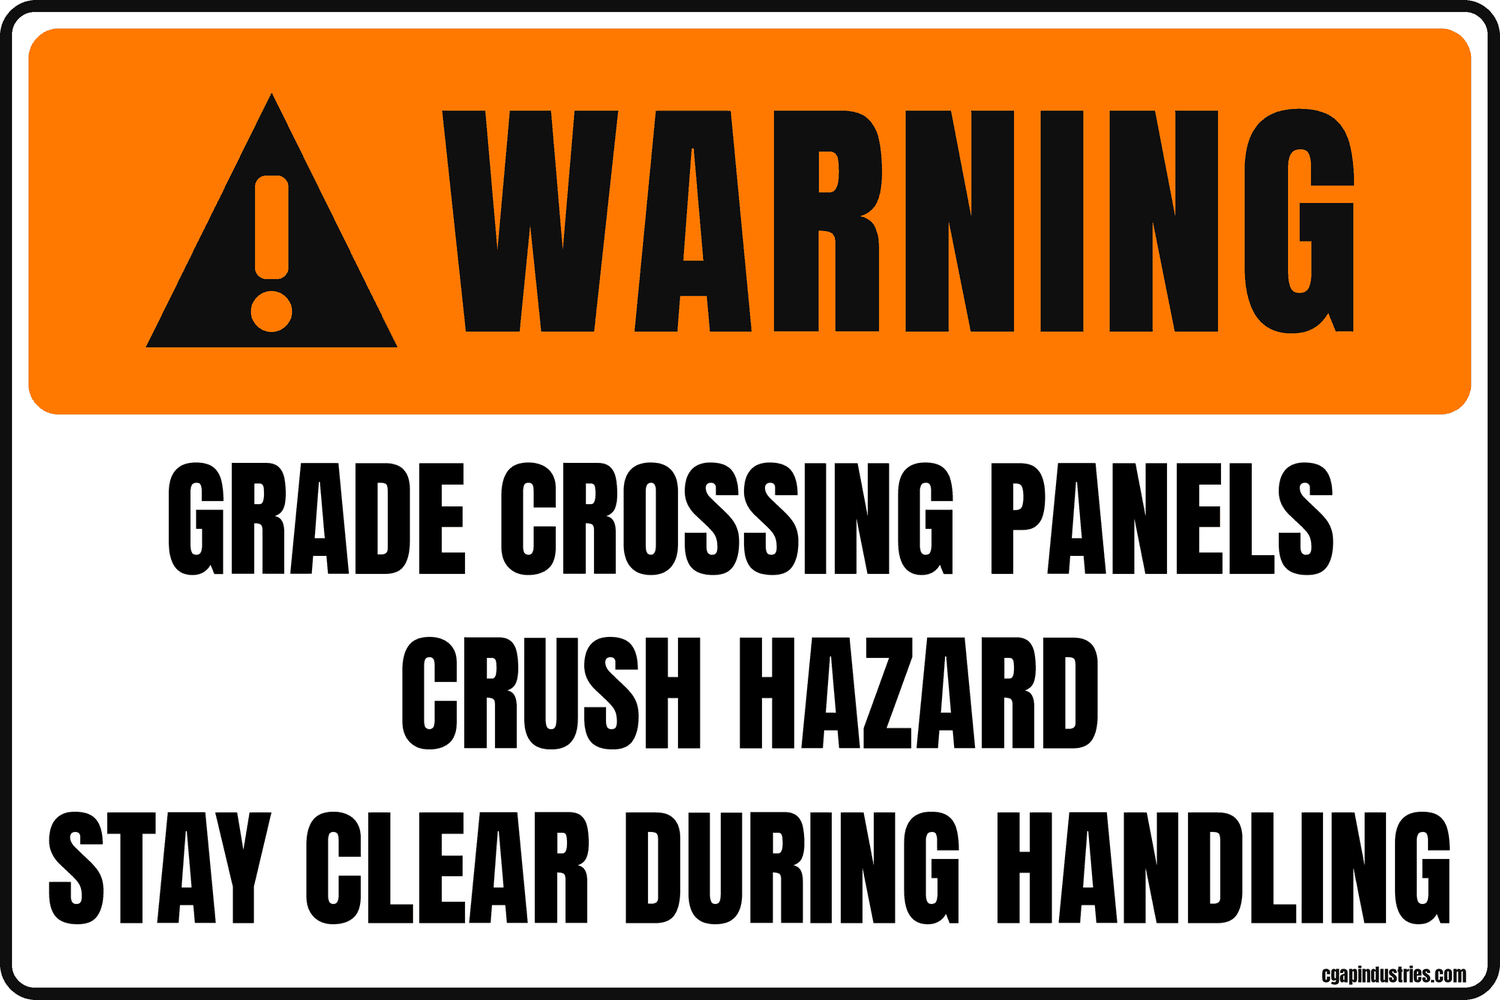 WARNING
GRADE CROSSING PANELS
CRUSH HAZARD
STAY CLEAR DURING HANDLING
cgapindustries.com